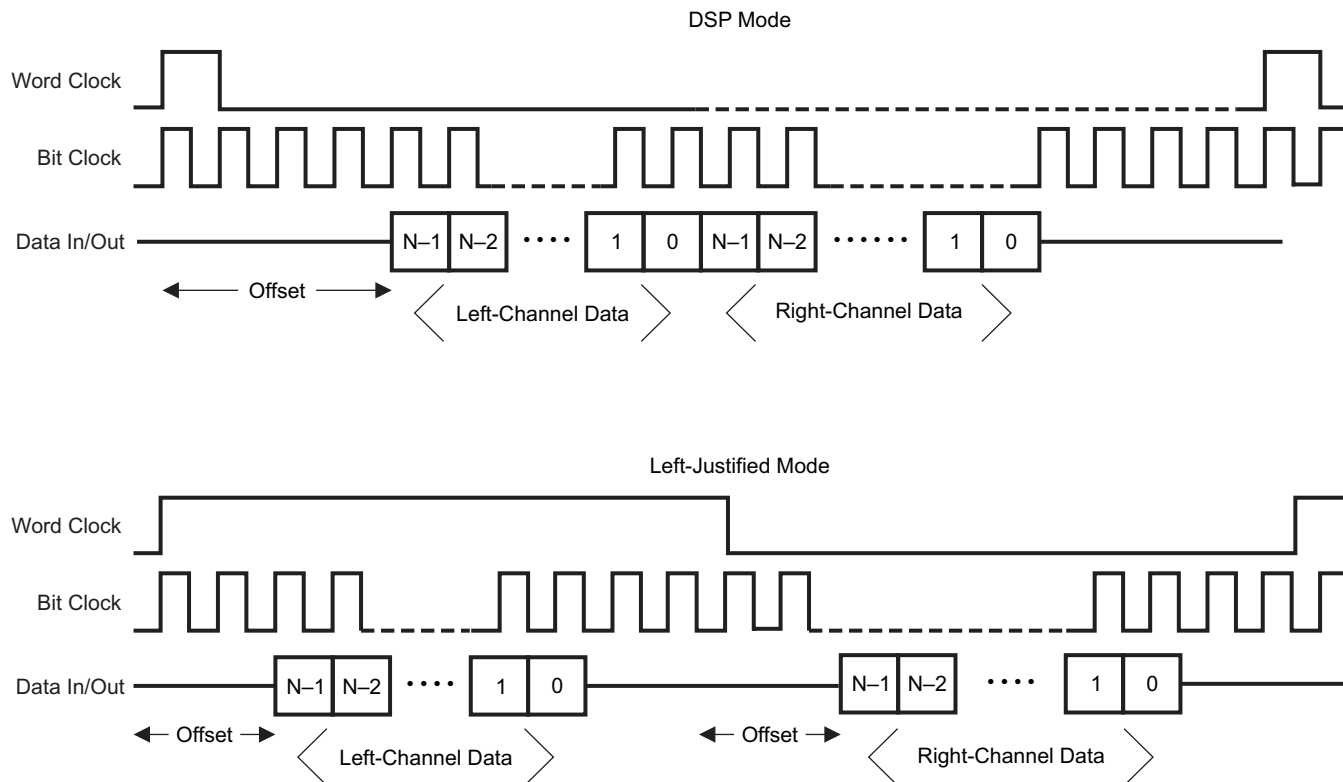 DSP Mode
Word Clock
Bit Clock
Data In/Out N–1 N–2 ···· 1 0 N–1 N–2 ······ 1 0
Offset
Left-Channel Data Right-Channel Data
Left-Justified Mode
Word Clock
Bit Clock
Data In/Out N–1 N–2 ···· 1 0 N–1 N–2 ···· 1 0
Offset Offset
Left-Channel Data Right-Channel Data